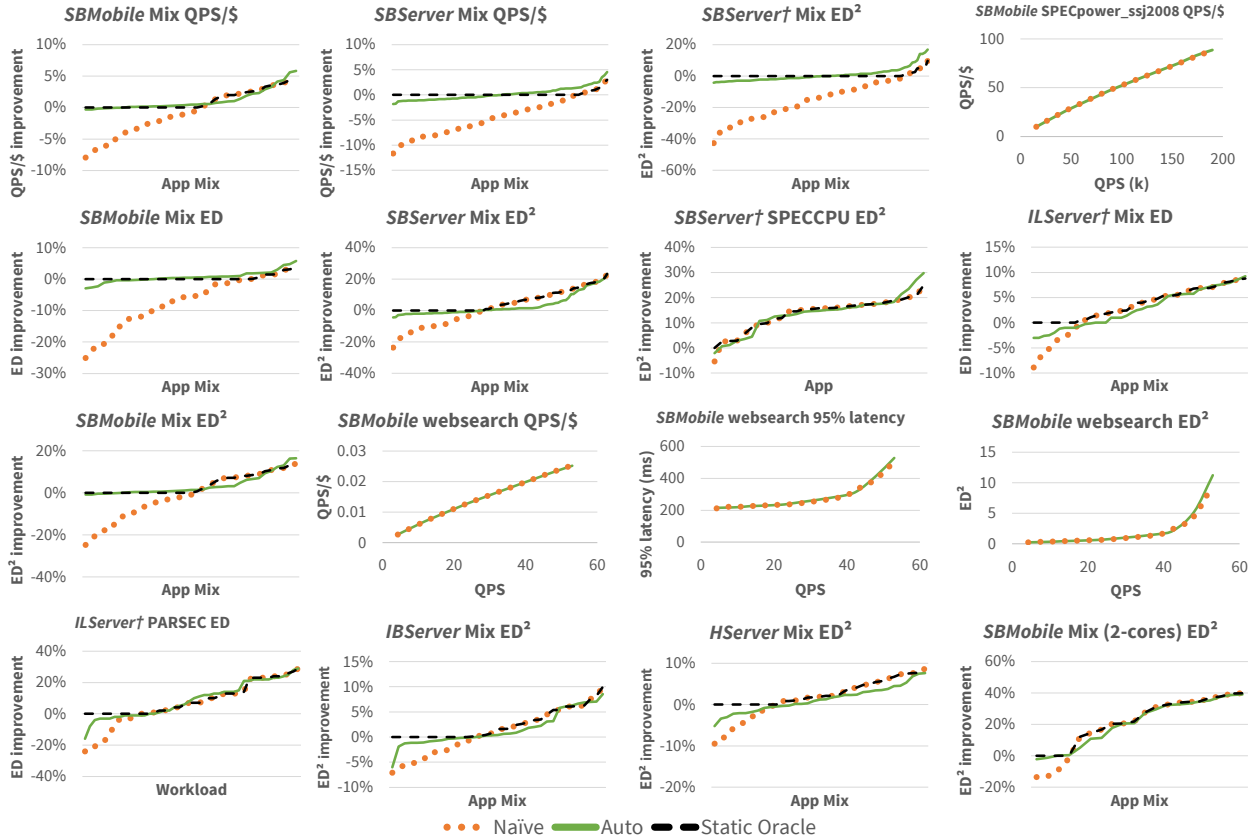 SBMobile Mix QPS/$
QPS/$ improvement
10%
5%
0%
-5%
-10%
App Mix
SBServer Mix QPS/$
QPS/$ improvement
10%
5%
0%
-5%
-10%
-15%
App Mix
SBServer† Mix ED²
ED² improvement
20%
0%
-20%
-40%
-60%
App Mix
SBMobile SPECpower_ssj2008 QPS/$
QPS/$
100
50
0
0 50 100 150 200
QPS (k)
SBMobile Mix ED
ED improvement
10%
0%
-10%
-20%
-30%
App Mix
SBServer Mix ED²
ED² improvement
40%
20%
0%
-20%
-40%
App Mix
SBServer† SPECCPU ED²
ED² improvement
40%
30%
20%
10%
0%
-10%
App
ILServer† Mix ED
ED improvement
15%
10%
5%
0%
-5%
-10%
App Mix
SBMobile Mix ED²
ED² improvement
20%
0%
-20%
-40%
App Mix
SBMobile websearch QPS/$
QPS/$
0.03
0.02
0.01
0
0 20 40 60
QPS
SBMobile websearch 95% latency
95% latency (ms)
600
400
200
0
0 20 40 60
QPS
SBMobile websearch ED²
ED²
15
10
5
0
0 10 20 30 40 50 60
QPS
ILServer† PARSEC ED
ED improvement
40%
20%
0%
-20%
-40%
Workload
IBServer Mix ED²
ED² improvement
15%
10%
5%
0%
-5%
-10%
App Mix
HServer Mix ED²
ED² improvement
10%
0%
-10%
-20%
App Mix
SBMobile Mix (2-cores) ED²
ED² improvement
60%
40%
20%
0%
-20%
App Mix
Naïve Auto Static Oracle